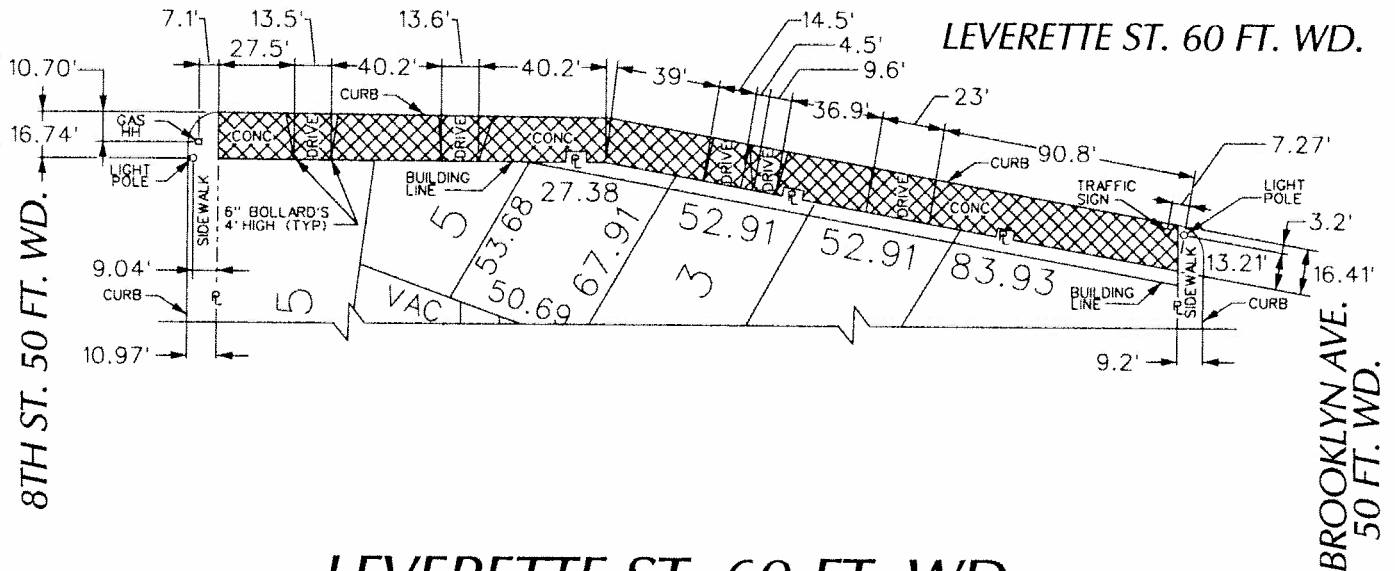 7.1' 13.5' 13.6' 14.5' LEVERETTE ST. 60 FT. WD.
27.5' 4.5'
10.70' 40.2' 40.2' 39' 9.6'
CURB 36.9' 23'
16.74' GAS HH CONC DRIVE DRIVE CONC 90.8' 7.27'
LIGHT POLE BUILDING LINE PL DRIVE DRIVE DRIVE CURB TRAFFIC SIGN LIGHT POLE
SIDEWALK 6" BOLLARD'S 4' HIGH (TYP) 5 27.38 PL CONC 3.2'
53.68 67.91 52.91 52.91 PL 13.21' 16.41'
9.04' 3 83.93 SIDEWALK
CURB PL 5 VAC 50.69 BUILDING LINE PL CURB
10.97' 9.2'
8TH ST. 50 FT. WD.
BROOKLYN AVE.
50 FT. WD.
LEVERETTE ST. 60 FT. WD.